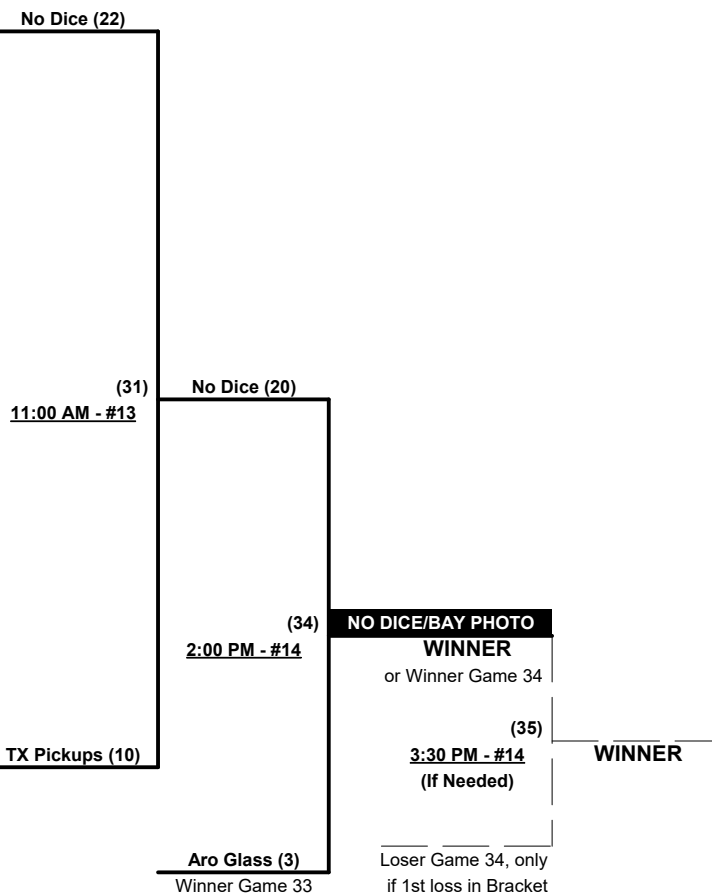 No Dice (22)
(31)
11:00 AM - #13
No Dice (20)
(34)
2:00 PM - #14
NO DICE/BAY PHOTO
WINNER
or Winner Game 34
(35)
3:30 PM - #14
(If Needed)
WINNER
TX Pickups (10)
Aro Glass (3)
Winner Game 33
Loser Game 34, only
if 1st loss in Bracket